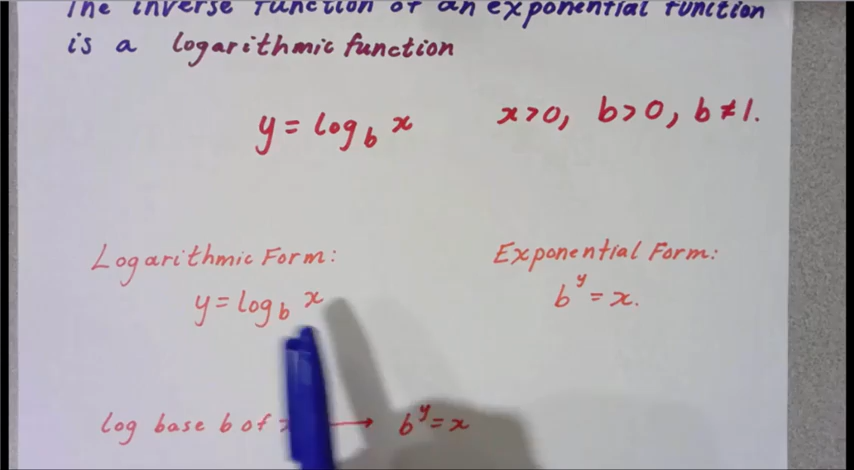 The inverse function of an exponential function
is a logarithmic function
y = log_b x    x>0, b>0, b≠1.
Logarithmic Form:    Exponential Form:
y = log_b x    b^y = x.
log base b of → b^y = x